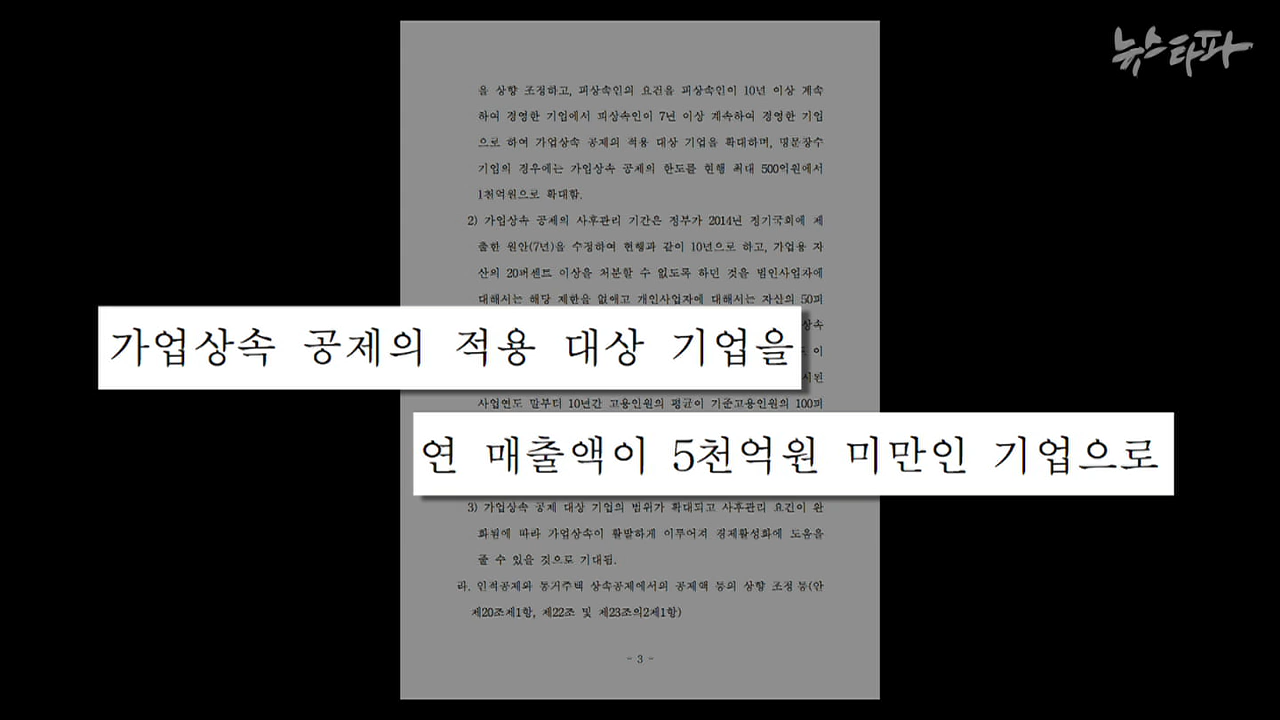 뉴스타파
을 상향 조정하고, 피상속인의 요건을 피상속인이 10년 이상 계속
하여 경영한 기업에서 피상속인이 7년 이상 계속하여 경영한 기업
으로 하여 가업상속 공제의 적용 대상 기업을 확대하며, 명문장수
기업의 경우에는 가업상속 공제의 한도를 현행 최대 500억원에서
1천억원으로 확대함.
2) 가업상속 공제의 사후관리 기간은 정부가 2014년 정기국회에 제
출한 원안(7년)을 수정하여 현행과 같이 10년으로 하고, 가업용 자
산의 20퍼센트 이상을 처분할 수 없도록 하던 것을 법인사업자에
대해서는 해당 제한을 없애고 개인사업자에 대해서는 자산의 50퍼
상속
가업상속 공제의 적용 대상 기업을
이
시된
사업연도 말부터 10년간 고용인원의 평균이 기준고용인원의 100퍼
연 매출액이 5천억원 미만인 기업으로
3) 가업상속 공제 대상 기업의 범위가 확대되고 사후관리 요건이 완
화됨에 따라 가업상속이 활발하게 이루어져 경제활성화에 도움을
줄 수 있을 것으로 기대됨.
라. 인적공제와 동거주택 상속공제에서의 공제액 등의 상향 조정 등(안
제20조제1항, 제22조 및 제23조의2제1항)
- 3 -